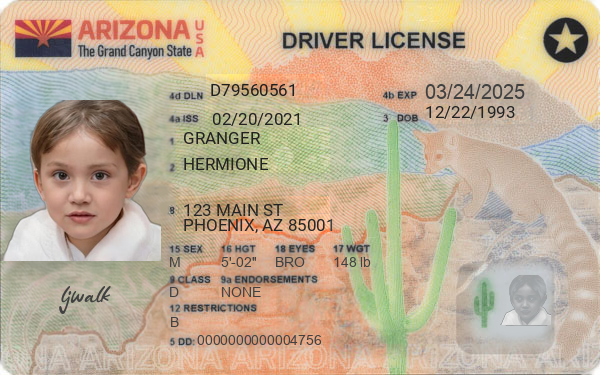 ARIZONA USA
The Grand Canyon State
DRIVER LICENSE
4d DLN D79560561
4b EXP 03/24/2025
4a ISS 02/20/2021
3 DOB 12/22/1993
1 GRANGER
2 HERMIONE
8 123 MAIN ST
PHOENIX, AZ 85001
15 SEX 16 HGT 18 EYES 17 WGT
M 5'-02" BRO 148 lb
9 CLASS 9a ENDORSEMENTS
D NONE
12 RESTRICTIONS
B
5 DD: 0000000000004756
Gwalk
ARIZONA ARIZONA ARIZONA ARIZONA